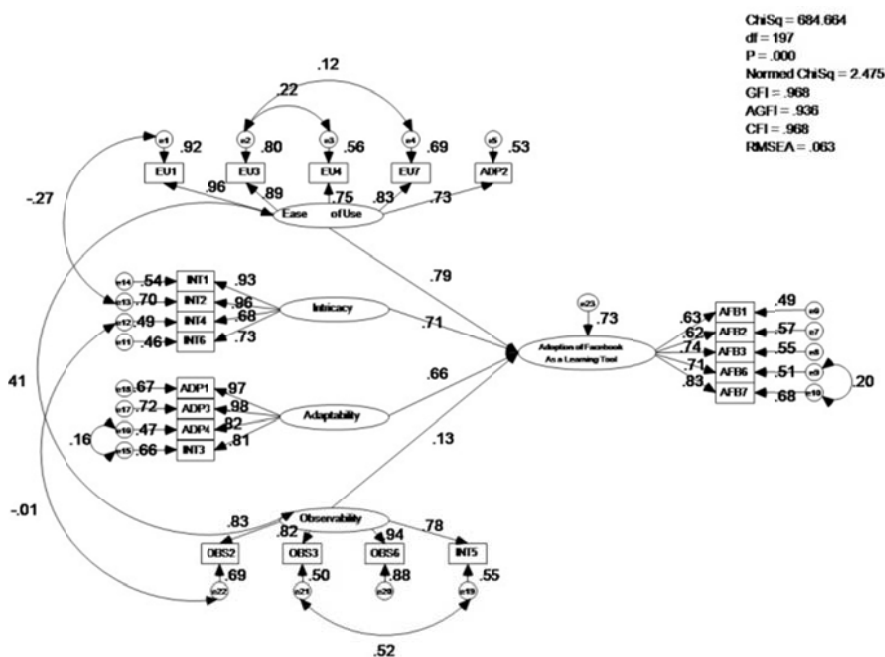 ChiSq = 684.664
df = 197
P = .000
Normed ChiSq = 2.475
GFI = .968
AGFI = .936
CFI = .968
RMSEA = .063
.12
.22
e1 .92 e2 .80 e3 .56 e4 .69 e5 .53
EU1 EU3 EU4 EU7 ADP2
.96 .89 .75 .83 .73
-.27
Ease of Use
.79
e14 .54 INT1 .93
e13 .70 INT2 .96
e12 .49 INT4 .68
e11 .46 INT6 .73
Intricacy
.71
e23
.73
Adoption of Facebook
As a Learning Tool
.63 AFB1 .49 e6
.62 AFB2 .57 e7
.74 AFB3 .55 e8
.71 AFB6 .51 e9
.83 AFB7 .68 e10
.20
.66
41
e18 .67 ADP1 .97
e17 .72 ADP3 .98
e16 .47 ADP4 .82
e15 .66 INT3 .81
.16
Adaptability
.13
-.01
Observability
.83 .82 .94 .78
OBS2 OBS3 OBS6 INT5
.69 .50 .88 .55
e22 e21 e20 e19
.52